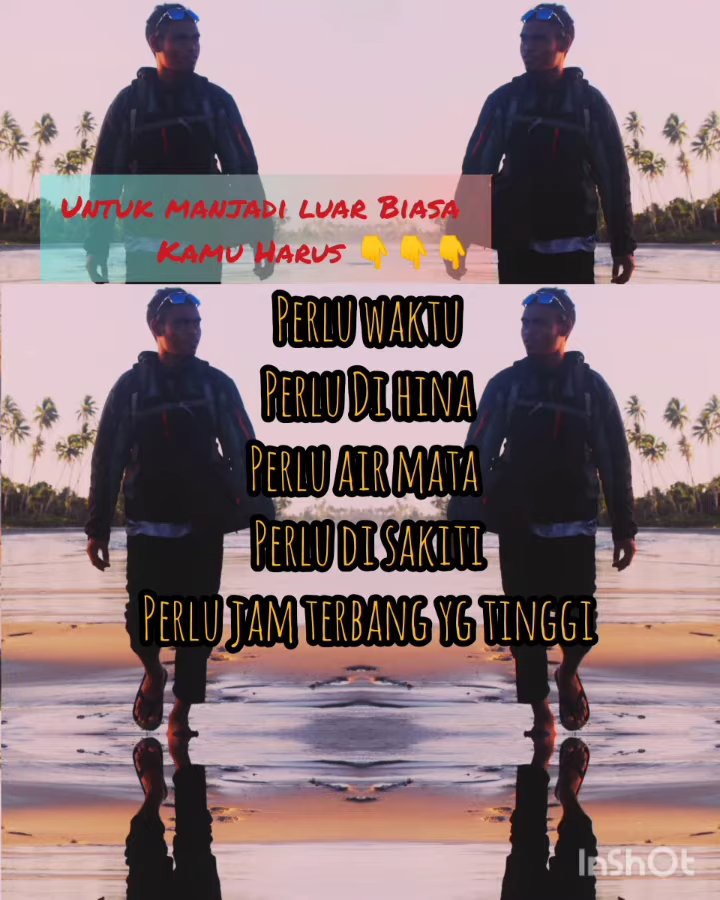 Untuk manjadi luar Biasa
Kamu Harus 👇👇👇
Perlu waktu
Perlu Di hina
Perlu air mata
Perlu di sakiti
Perlu jam terbang yg tinggi
InShOt